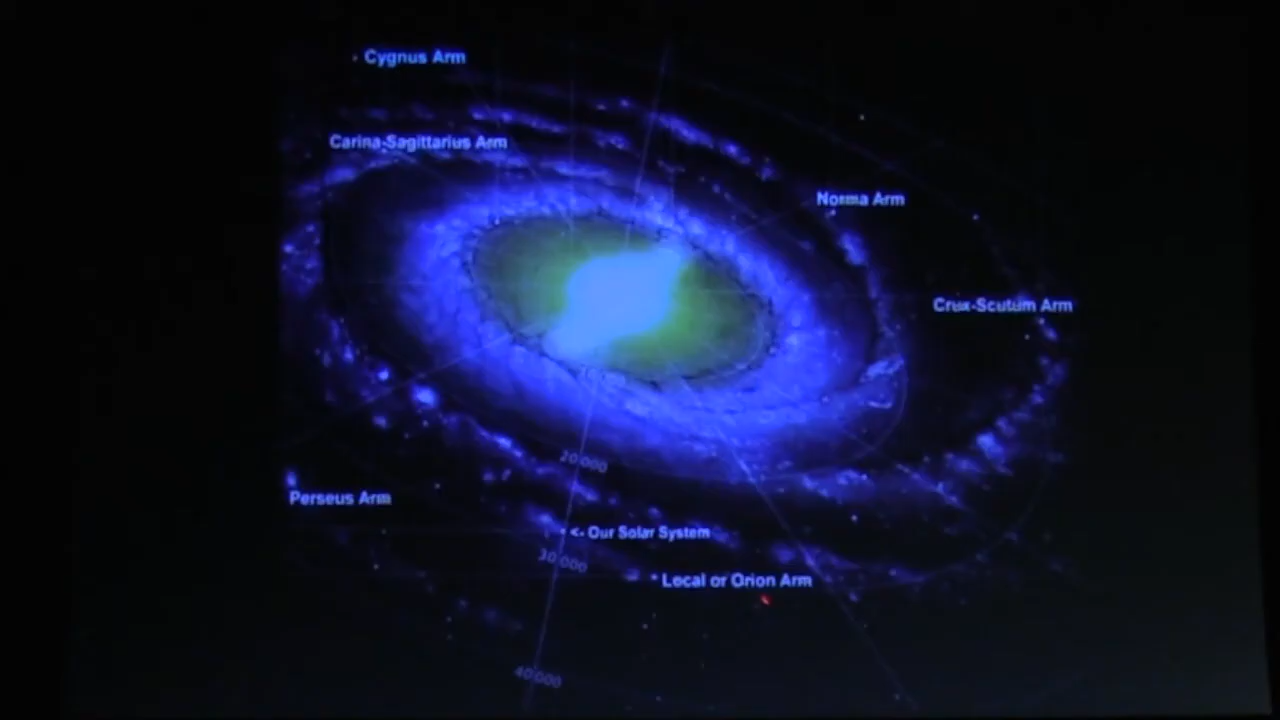 Cygnus Arm
Carina-Sagittarius Arm
Norma Arm
Crux-Scutum Arm
20 000
Perseus Arm
<- Our Solar System
30 000
Local or Orion Arm
40 000